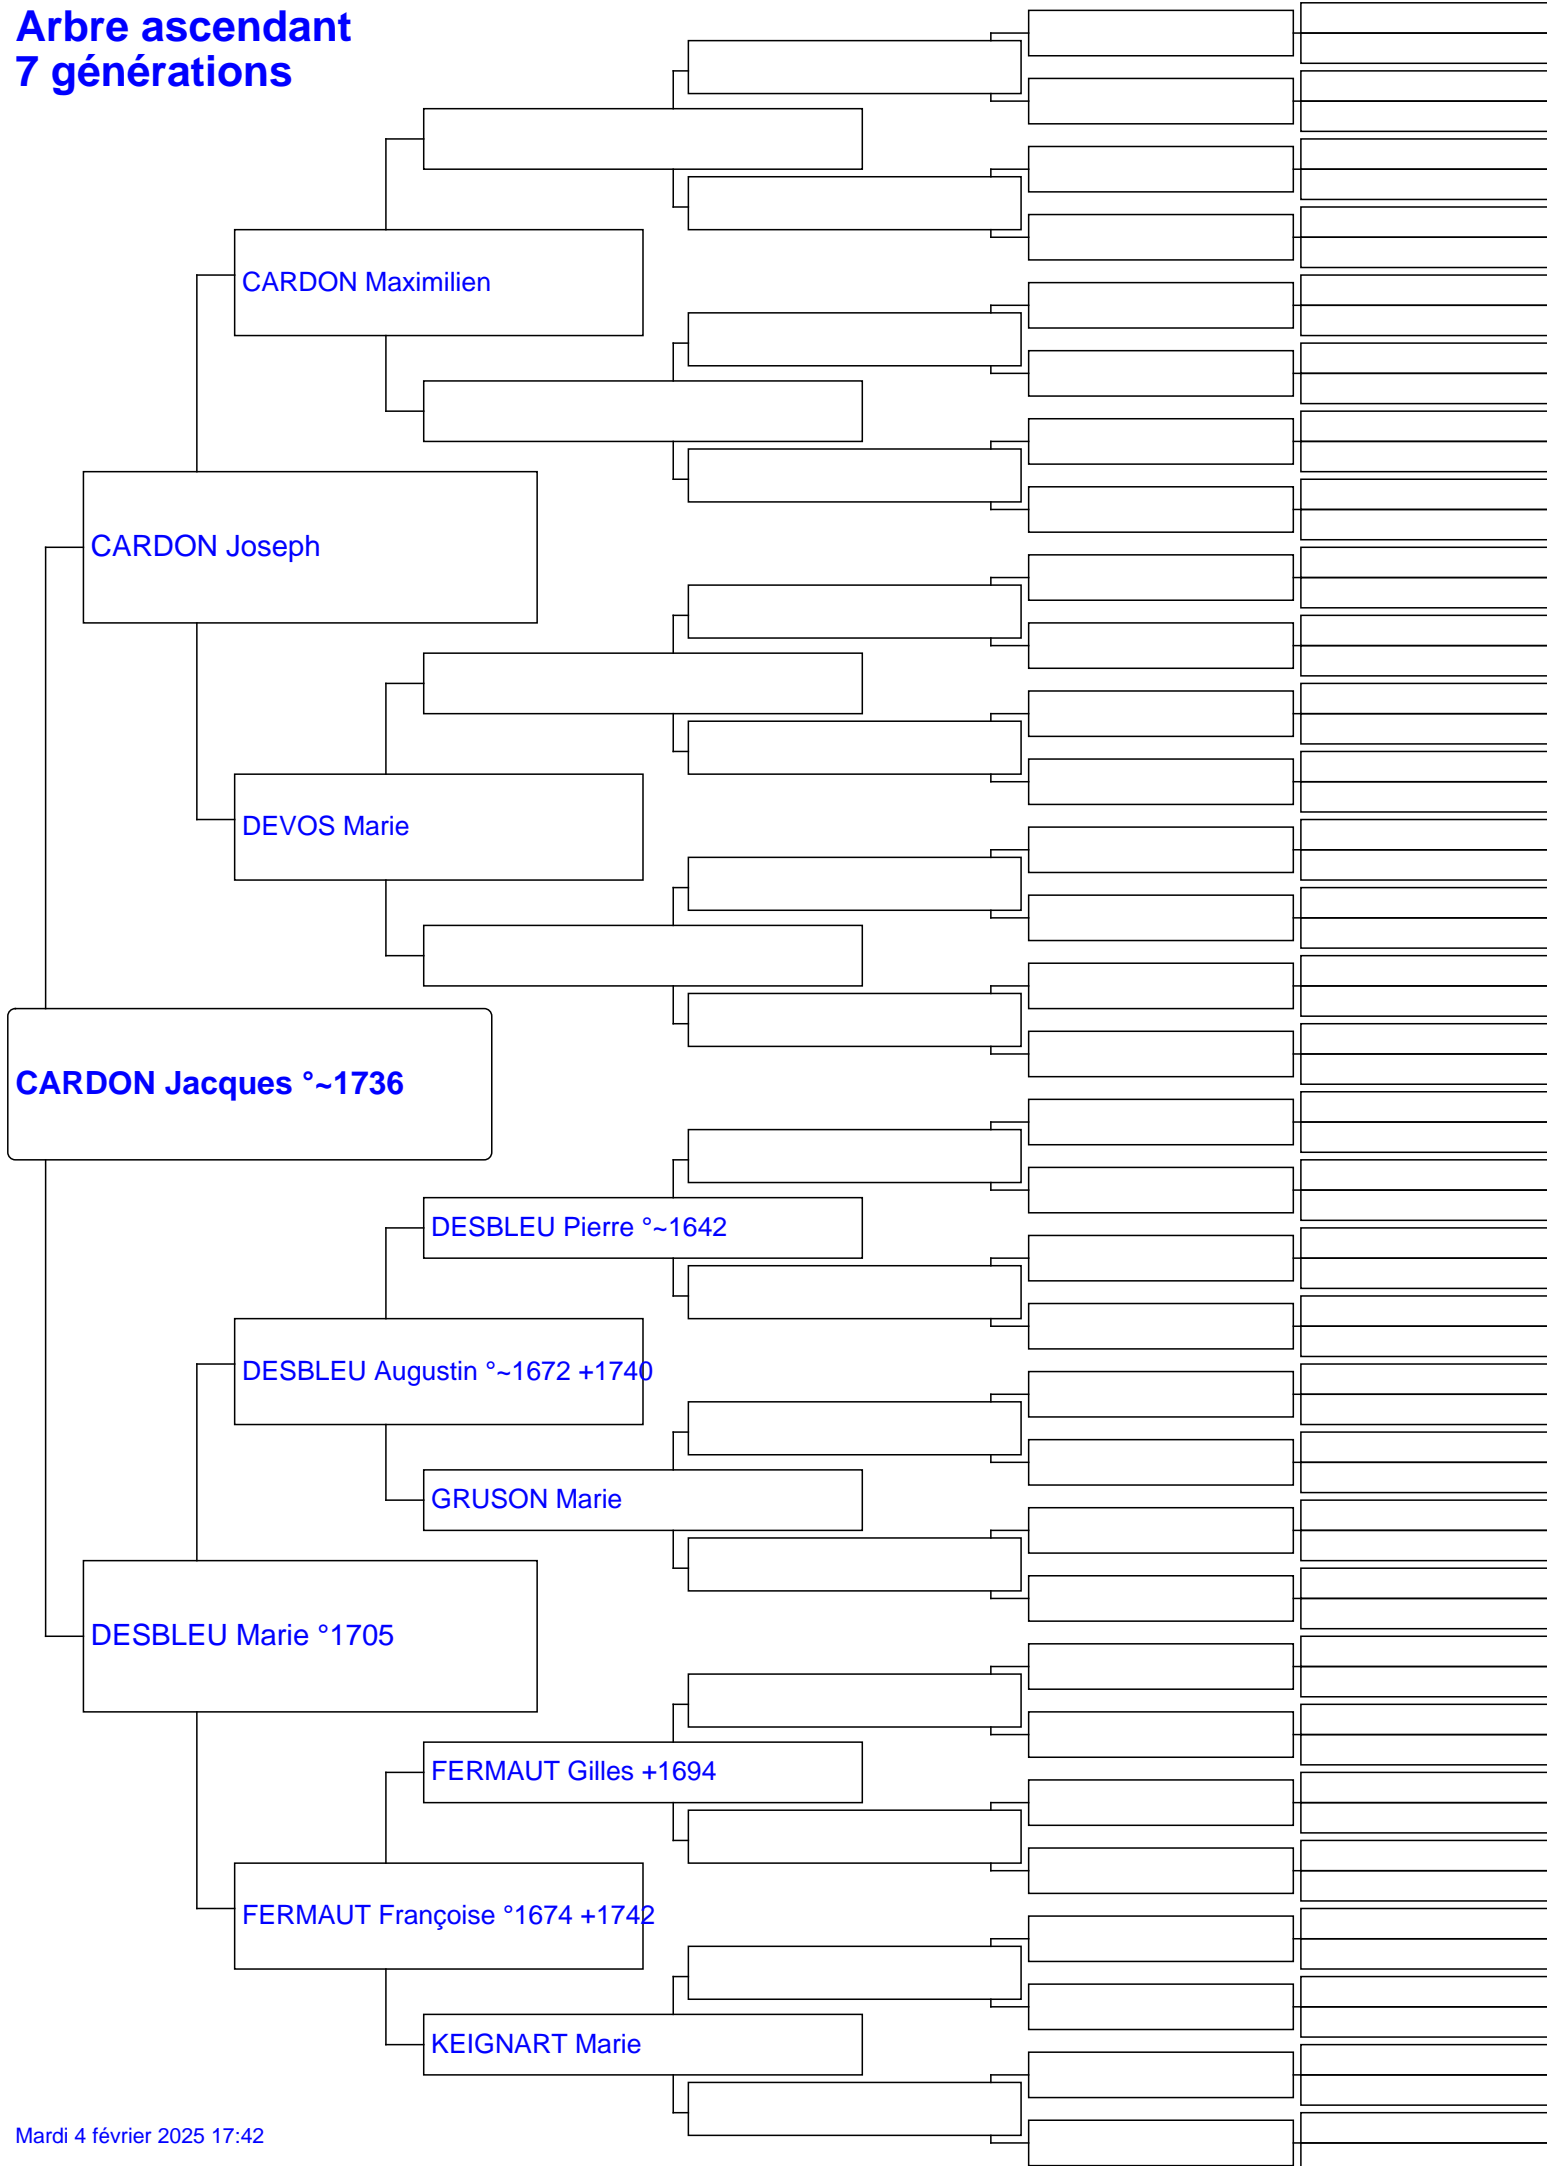 Arbre ascendant
7 générations
CARDON Maximilien
CARDON Joseph
DEVOS Marie
CARDON Jacques °~1736
DESBLEU Pierre °~1642
DESBLEU Augustin °~1672 +1740
GRUSON Marie
DESBLEU Marie °1705
FERMAUT Gilles +1694
FERMAUT Françoise °1674 +1742
KEIGNART Marie
Mardi 4 février 2025 17:42